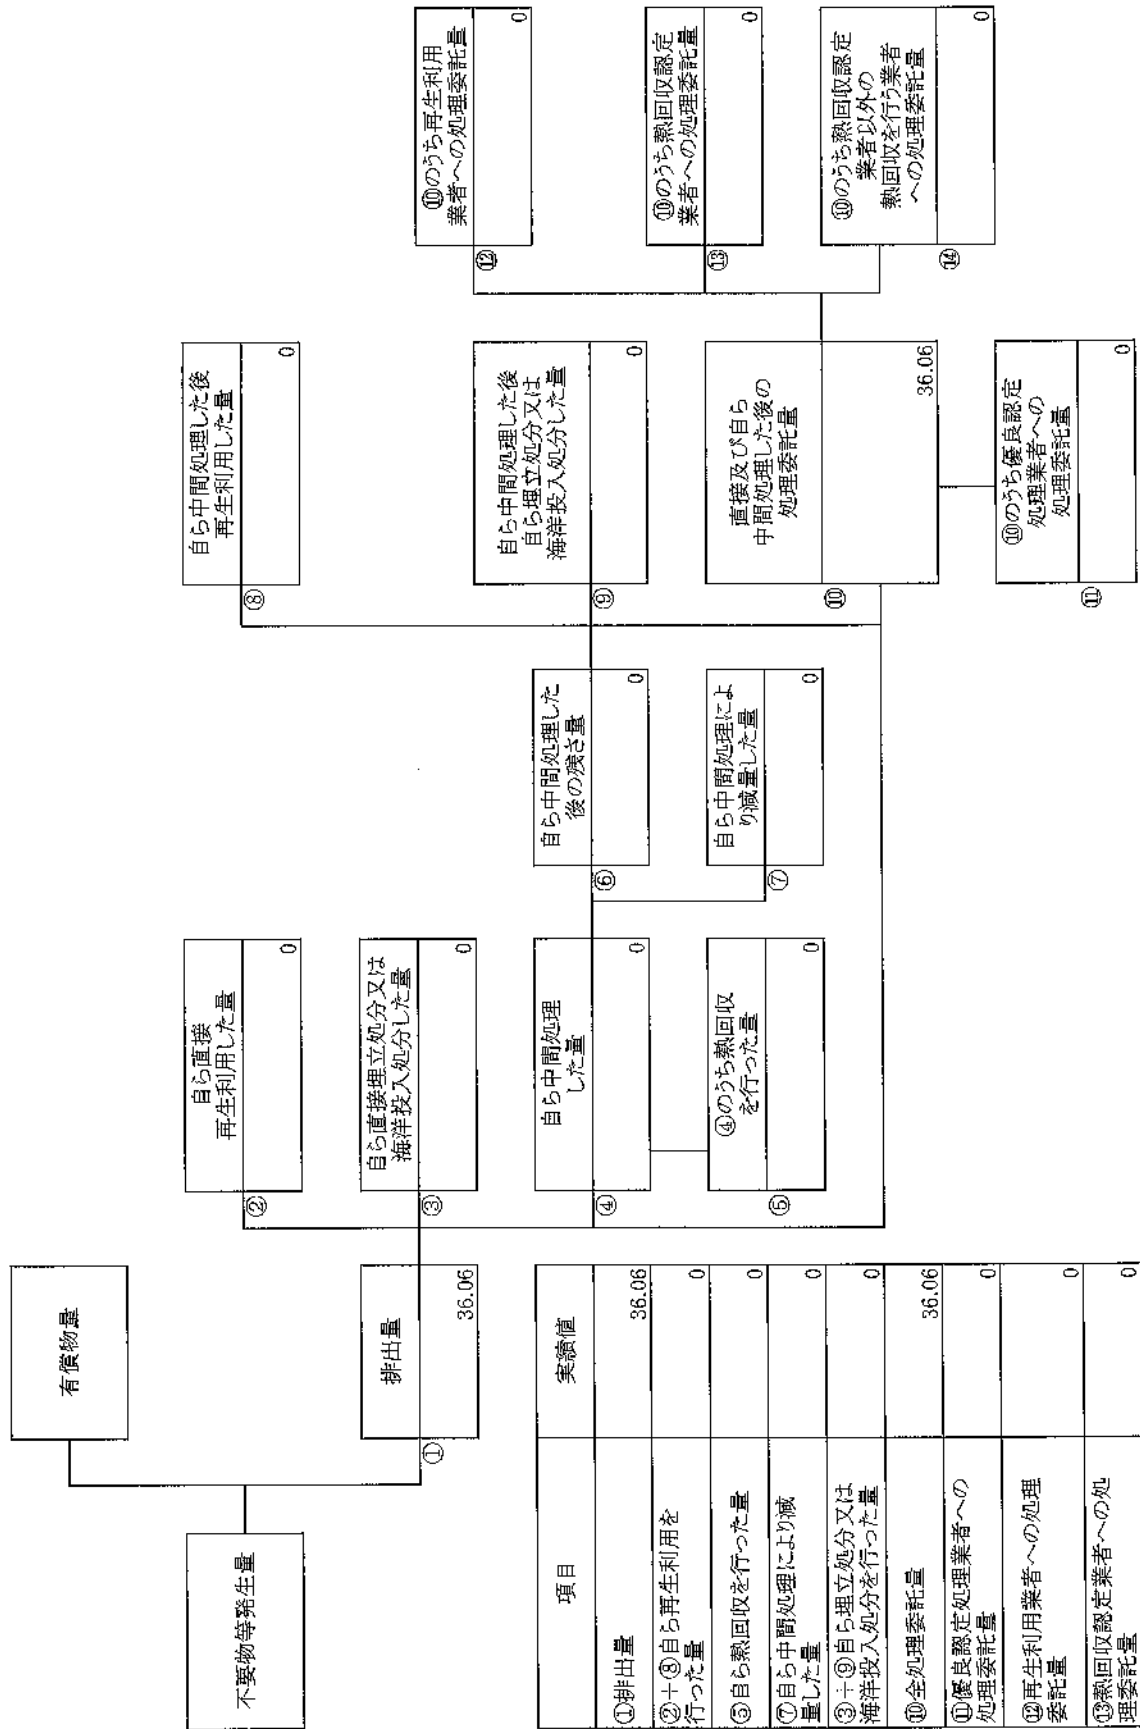 不要物等発生量
有償物量
排出量
①
36.06
自ら直接
再生利用した量
②
0
自ら直接埋立処分又は
海洋投入処分した量
③
0
自ら中間処理
した量
④
0
④のうち熱回収
を行った量
⑤
0
自ら中間処理した
後の残さ量
⑥
0
自ら中間処理によ
り減量した量
⑦
0
自ら中間処理した後
再生利用した量
⑧
0
自ら中間処理した後
自ら埋立処分又は
海洋投入処分した量
⑨
0
直接及び自ら
中間処理した後の
処理委託量
⑩
36.06
⑩のうち優良認定
処理業者への
処理委託量
⑪
0
⑩のうち再生利用
業者への処理委託量
⑫
0
⑩のうち熱回収認定
業者への処理委託量
⑬
0
⑩のうち熱回収認定
業者以外の
熱回収を行う業者
への処理委託量
⑭
0
項目 実績値
①排出量 36.06
②+⑧自ら再生利用を
行った量 0
⑤自ら熱回収を行った量 0
⑦自ら中間処理により減
量した量 0
③+⑨自ら埋立処分又は
海洋投入処分を行った量 0
⑩全処理委託量 36.06
⑪優良認定処理業者への
処理委託量 0
⑫再生利用業者への処理
委託量 0
⑬熱回収認定業者への処
理委託量 0